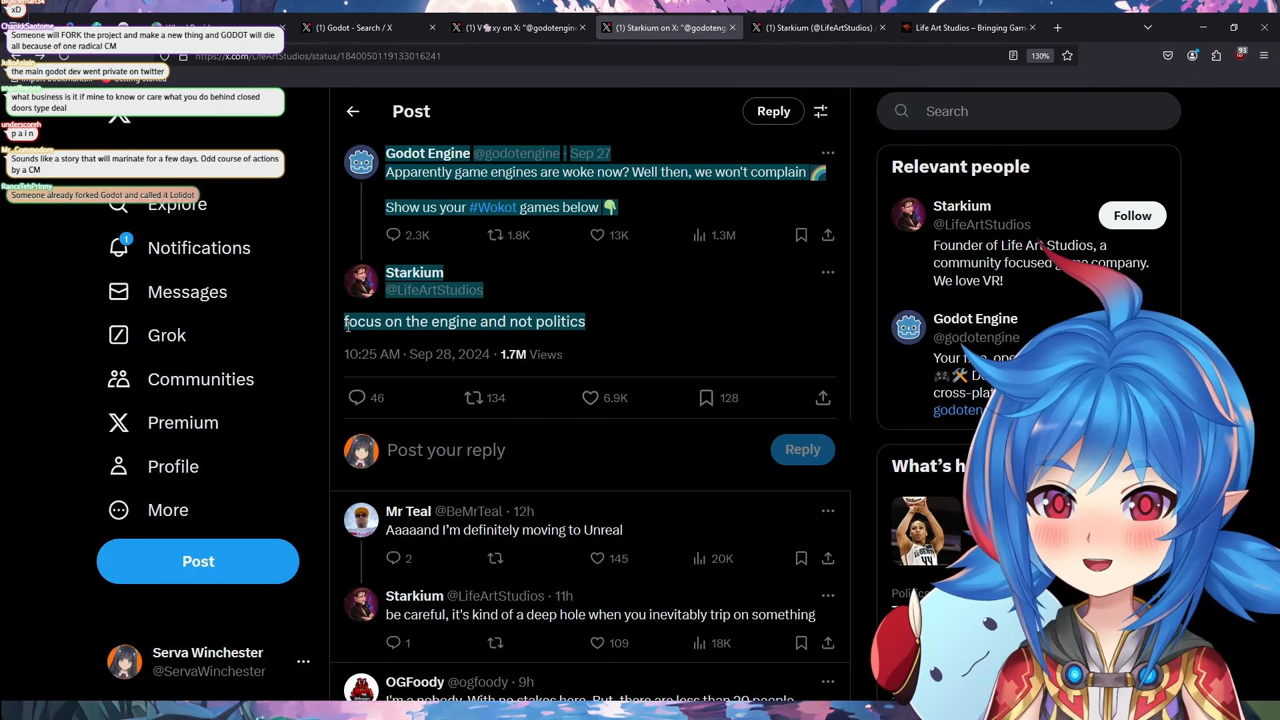 xD
ChankkSaotome
Someone will FORK the project and make a new thing and GODOT will
die all because of one radical CM
the main godot dev went private on twitter
what business is it if mine to know or care what you do behind closed
doors type deal
underscoreh
p a i n
Mr_Commodore
Sounds like a story that will marinate for a few days. Odd course of actions
by a CM
RanceTehPrinny
Someone already forked Godot and called it Lolidot
(1) Godot - Search / X
on X: "@godotengin
(1) Starkium on X: "@godoteng
(1) Starkium (@LifeArtStudios)
Life Art Studios – Bringing Gam
https://x.com/LifeArtStudios/status/1840050119133016241
130%
93
Explore
1
Notifications
Messages
Grok
Communities
Premium
Profile
More
Post
Serva Winchester
@ServaWinchester
Post
Reply
Godot Engine @godotengine · Sep 27
Apparently game engines are woke now? Well then, we won't complain 🌈
Show us your #Wokot games below 👇
2.3K 1.8K 13K 1.3M
Starkium
@LifeArtStudios
focus on the engine and not politics
10:25 AM · Sep 28, 2024 · 1.7M Views
46 134 6.9K 128
Post your reply
Reply
Mr Teal @BeMrTeal · 12h
Aaaaand I'm definitely moving to Unreal
2 145 20K
Starkium @LifeArtStudios · 11h
be careful, it's kind of a deep hole when you inevitably trip on something
1 109 18K
OGFoody @ogfoody · 9h
I'm a nobody. With no stakes here. But, there are less than 20 people
Search
Relevant people
Starkium
@LifeArtStudios
Follow
Founder of Life Art Studios, a
community focused game company.
We love VR!
Godot Engine
@godotengine
Your
cross-pla
godoten
What's h